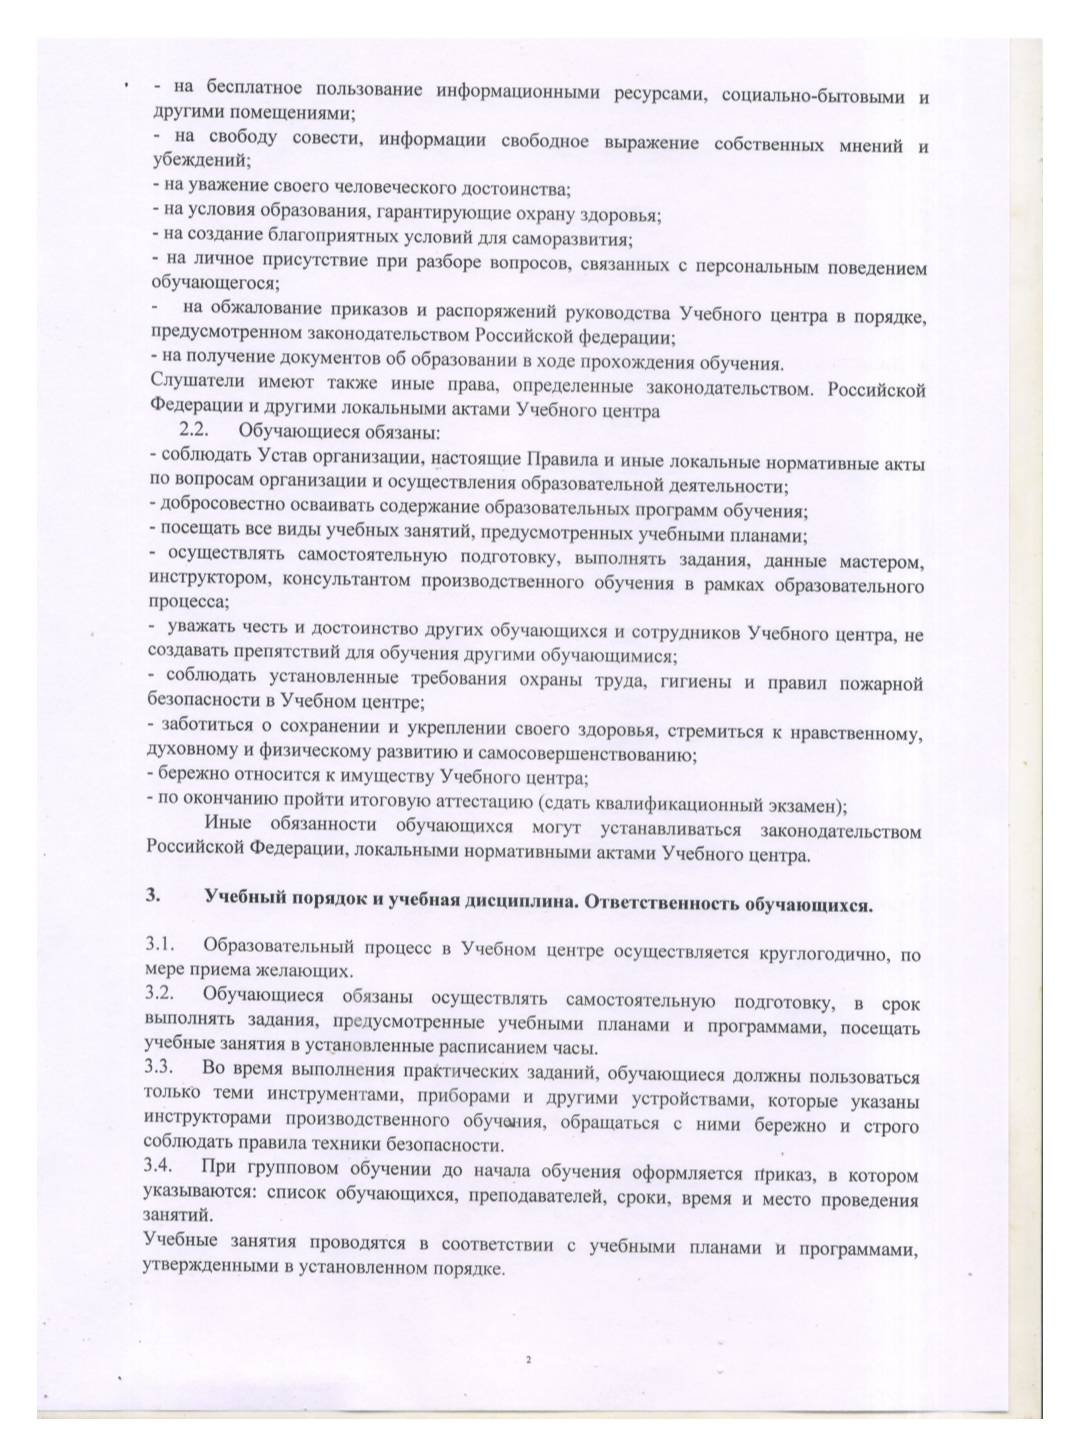 - на бесплатное пользование информационными ресурсами, социально-бытовыми и
другими помещениями;
- на свободу совести, информации свободное выражение собственных мнений и
убеждений;
- на уважение своего человеческого достоинства;
- на условия образования, гарантирующие охрану здоровья;
- на создание благоприятных условий для саморазвития;
- на личное присутствие при разборе вопросов, связанных с персональным поведением
обучающегося;
- на обжалование приказов и распоряжений руководства Учебного центра в порядке,
предусмотренном законодательством Российской федерации;
- на получение документов об образовании в ходе прохождения обучения.
Слушатели имеют также иные права, определенные законодательством. Российской
Федерации и другими локальными актами Учебного центра
2.2. Обучающиеся обязаны:
- соблюдать Устав организации, настоящие Правила и иные локальные нормативные акты
по вопросам организации и осуществления образовательной деятельности;
- добросовестно осваивать содержание образовательных программ обучения;
- посещать все виды учебных занятий, предусмотренных учебными планами;
- осуществлять самостоятельную подготовку, выполнять задания, данные мастером,
инструктором, консультантом производственного обучения в рамках образовательного
процесса;
- уважать честь и достоинство других обучающихся и сотрудников Учебного центра, не
создавать препятствий для обучения другими обучающимися;
- соблюдать установленные требования охраны труда, гигиены и правил пожарной
безопасности в Учебном центре;
- заботиться о сохранении и укреплении своего здоровья, стремиться к нравственному,
духовному и физическому развитию и самосовершенствованию;
- бережно относится к имуществу Учебного центра;
- по окончанию пройти итоговую аттестацию (сдать квалификационный экзамен);
Иные обязанности обучающихся могут устанавливаться законодательством
Российской Федерации, локальными нормативными актами Учебного центра.
3. Учебный порядок и учебная дисциплина. Ответственность обучающихся.
3.1. Образовательный процесс в Учебном центре осуществляется круглогодично, по
мере приема желающих.
3.2. Обучающиеся обязаны осуществлять самостоятельную подготовку, в срок
выполнять задания, предусмотренные учебными планами и программами, посещать
учебные занятия в установленные расписанием часы.
3.3. Во время выполнения практических заданий, обучающиеся должны пользоваться
только теми инструментами, приборами и другими устройствами, которые указаны
инструкторами производственного обучения, обращаться с ними бережно и строго
соблюдать правила техники безопасности.
3.4. При групповом обучении до начала обучения оформляется приказ, в котором
указываются: список обучающихся, преподавателей, сроки, время и место проведения
занятий.
Учебные занятия проводятся в соответствии с учебными планами и программами,
утвержденными в установленном порядке.
2